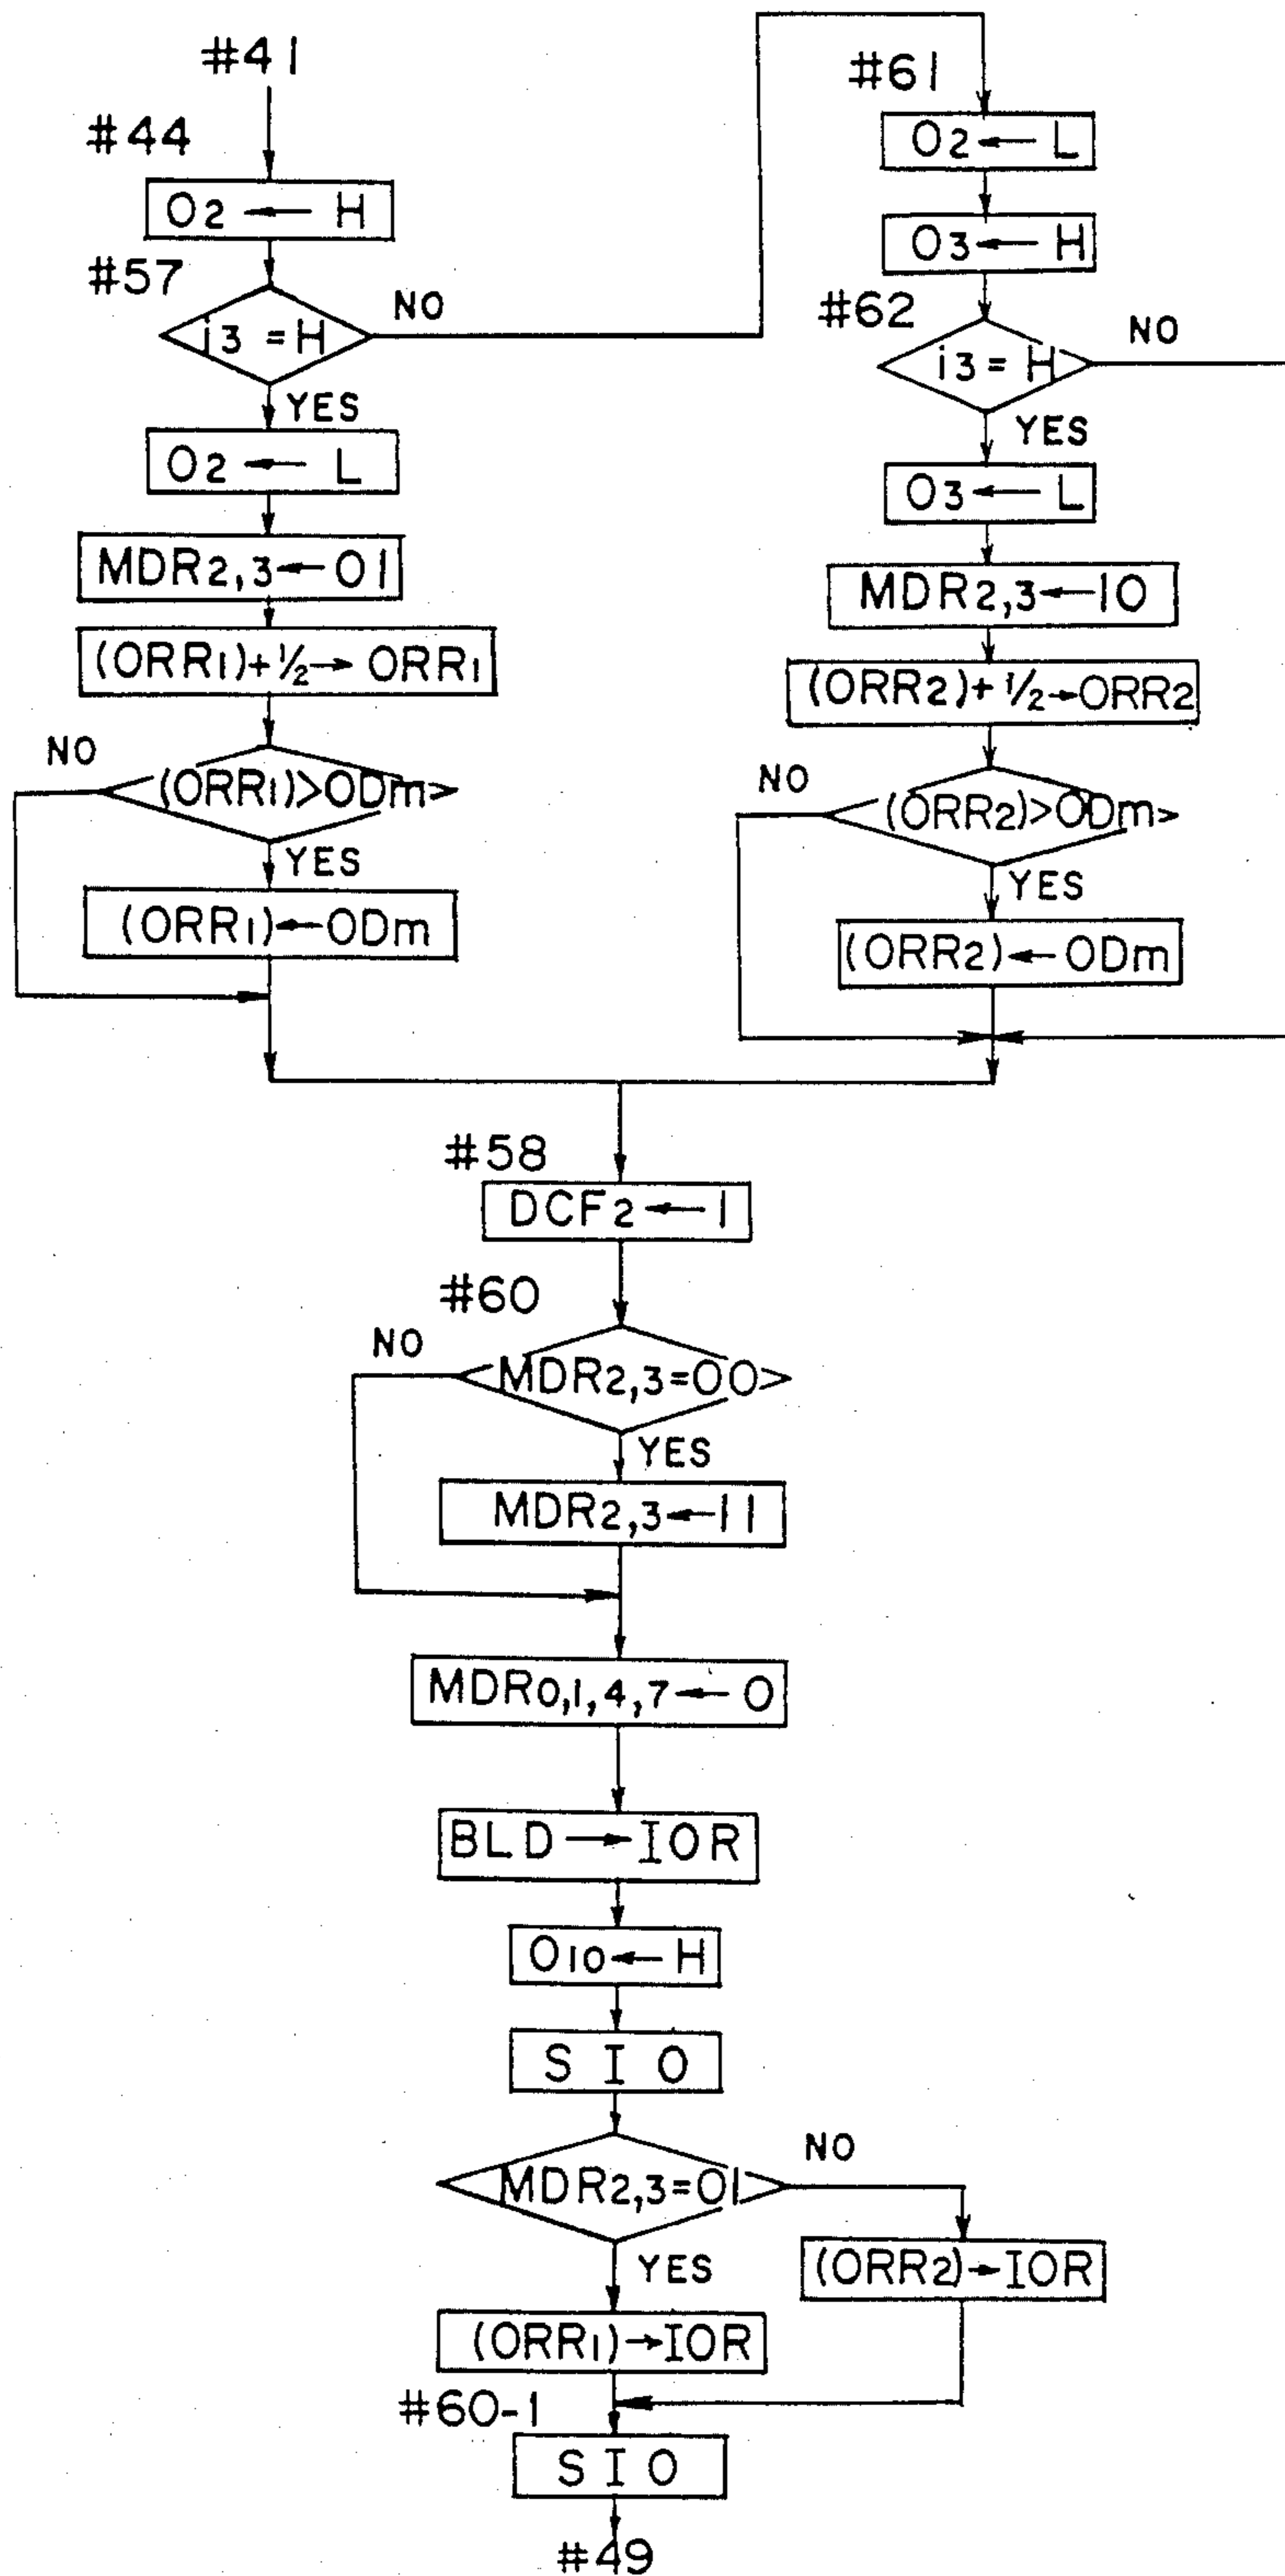 #41
#44
O2 ← H
#57
i3 = H
NO
YES
O2 ← L
MDR2,3 ← 01
(ORR1)+½ → ORR1
NO
(ORR1)>ODm
YES
(ORR1) ← ODm
#61
O2 ← L
O3 ← H
#62
NO
i3 = H
YES
O3 ← L
MDR2,3 ← 10
(ORR2)+½ → ORR2
NO
(ORR2)>ODm
YES
(ORR2) ← ODm
#58
DCF2 ← 1
#60
NO
MDR2,3=00
YES
MDR2,3 ← 11
MDR0,1,4,7 ← 0
BLD → IOR
O10 ← H
SIO
NO
MDR2,3=01
YES
(ORR2) → IOR
(ORR1) → IOR
#60-1
SIO
#49